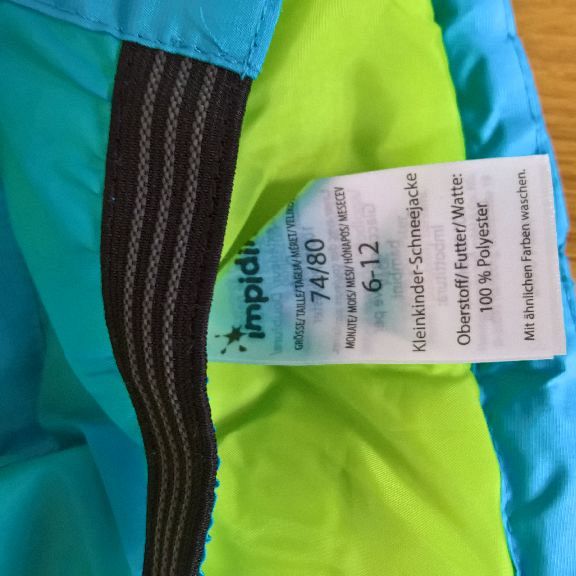 impidi
GRÖSSE/TAILLE/TAGLIA/MÉRET/VELIKO
74/80
MONATE/MOIS/MESI/HÓNAPOS/MESECEV
6-12
Kleinkinder-Schneejacke
Oberstoff/ Futter/ Watte:
100 % Polyester
Mit ähnlichen Farben waschen.